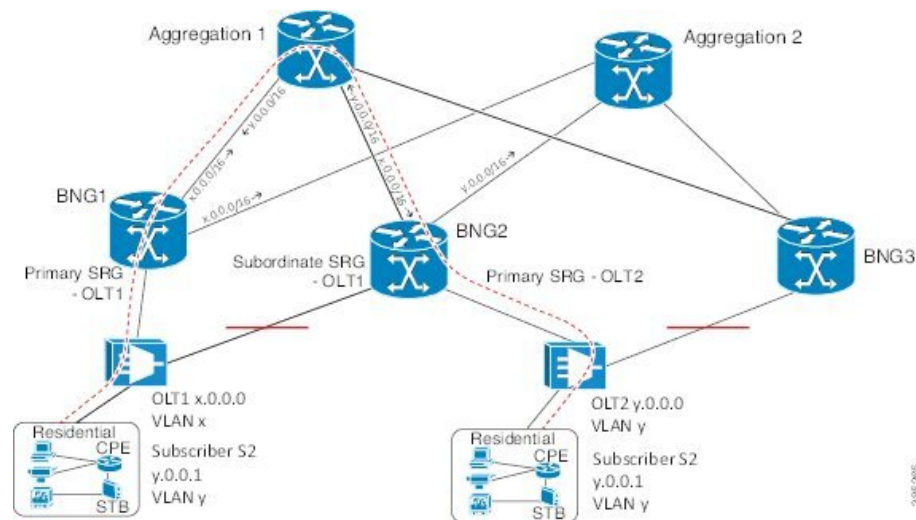 Aggregation 1
Aggregation 2
←y.0.0.0/16
x.0.0.0/16→
←y.0.0.0/16
x.0.0.0/16→
x.0.0.0/16→
y.0.0.0/16→
BNG1
BNG2
BNG3
Primary SRG
- OLT1
Subordinate SRG
- OLT1
Primary SRG - OLT2
OLT1 x.0.0.0
VLAN x
OLT2 y.0.0.0
VLAN y
Residential
CPE
STB
Subscriber S2
y.0.0.1
VLAN y
Residential
CPE
STB
Subscriber S2
y.0.0.1
VLAN y